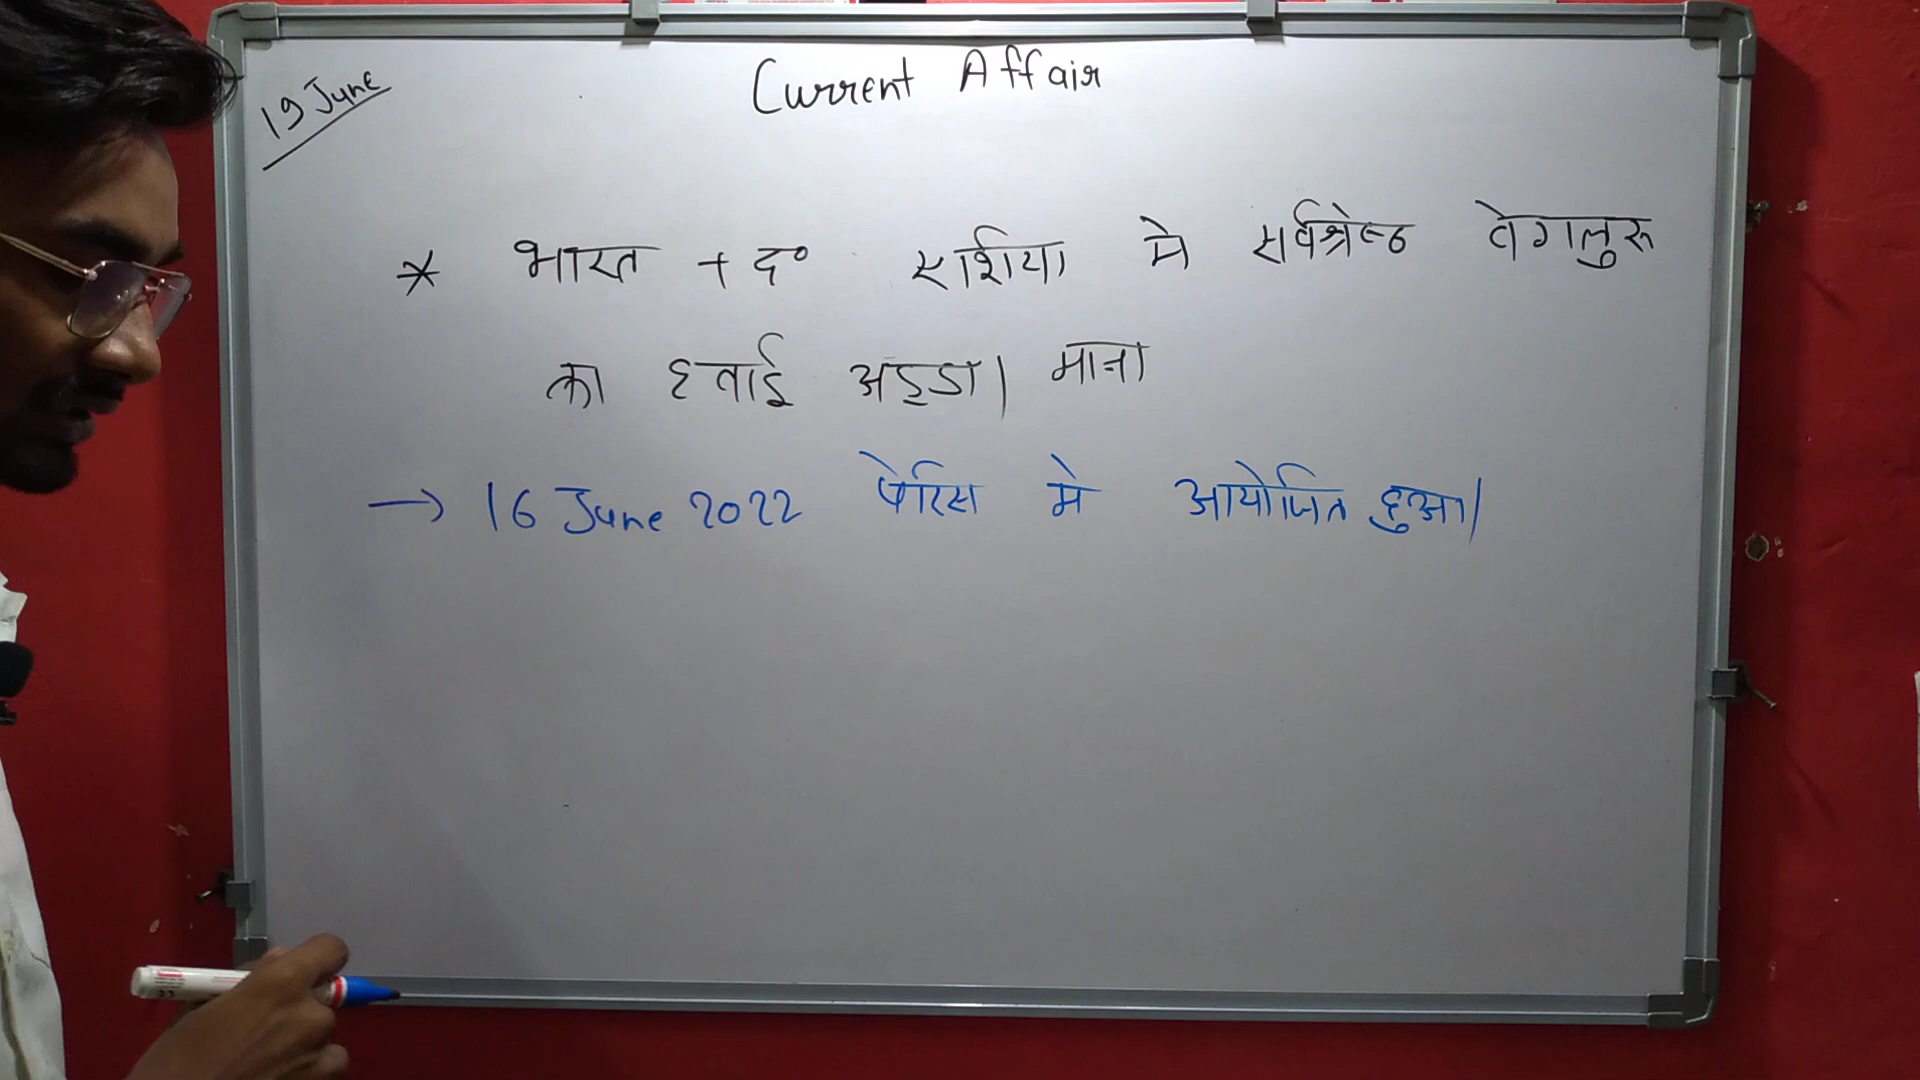 Current Affair
19 June
* भारत + द० एशिया मे सर्वश्रेष्ठ वेगलुरू
का हवाई अड्डा| माना
→ 16 June 2022 पेरिस मे आयोजित हुआ|